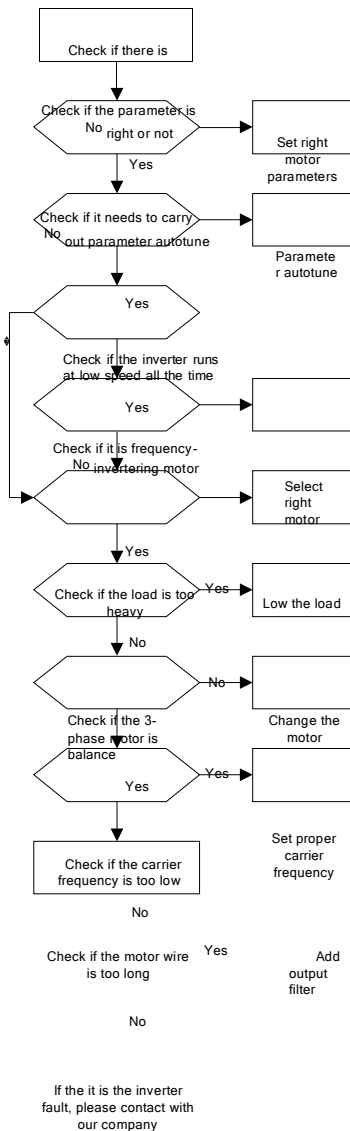 Check if there is
Check if the parameter is
No right or not
Set right
motor
parameters
Yes
Check if it needs to carry
No out parameter autotune
Paramete
r autotune
Yes
Check if the inverter runs
at low speed all the time
Yes
Check if it is frequency-
No invertering motor
Select
right
motor
Yes
Check if the load is too
heavy
Yes
Low the load
No
No
Check if the 3-
phase motor is
balance
Change the
motor
Yes
Yes
Set proper
carrier
frequency
Check if the carrier
frequency is too low
No
Check if the motor wire
is too long
Yes
Add
output
filter
No
If the it is the inverter
fault, please contact with
our company